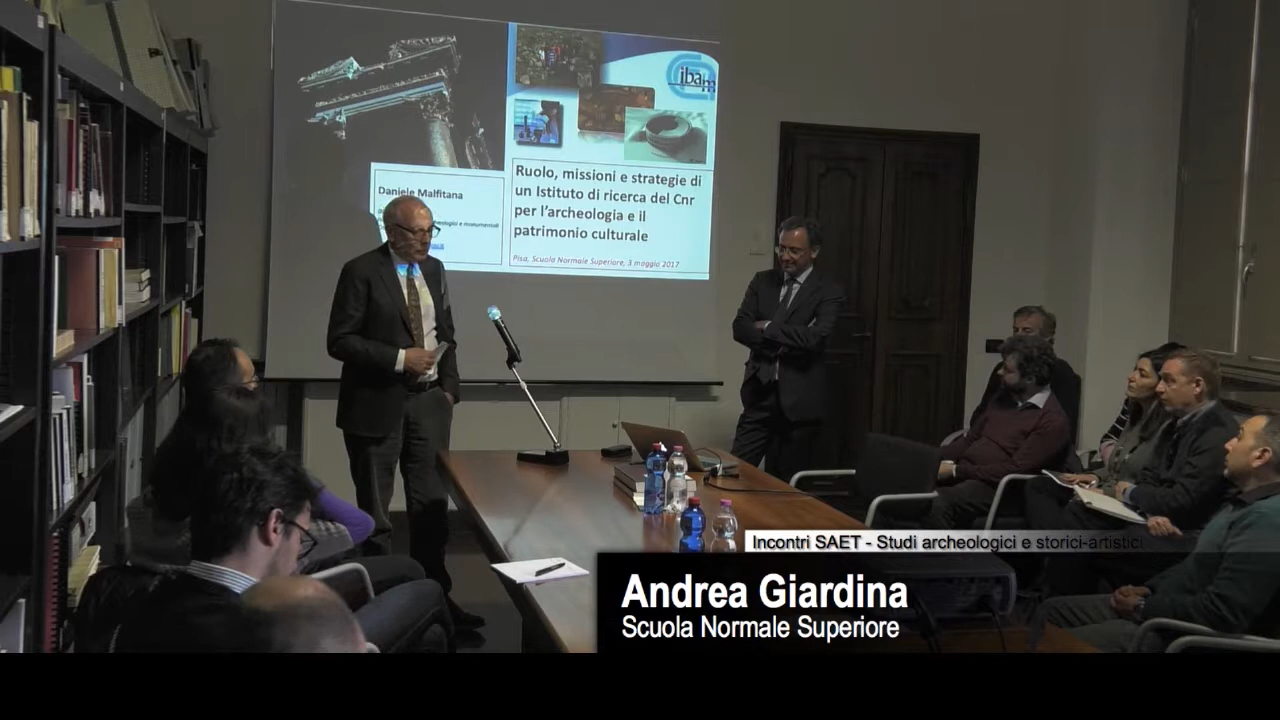 ibam
Ruolo, missioni e strategie di
un Istituto di ricerca del Cnr
per l'archeologia e il
patrimonio culturale
Pisa, Scuola Normale Superiore, 3 maggio 2017
Daniele Malfitana
e monumentali
Incontri SAET - Studi archeologici e storici-artistici
Andrea Giardina
Scuola Normale Superiore